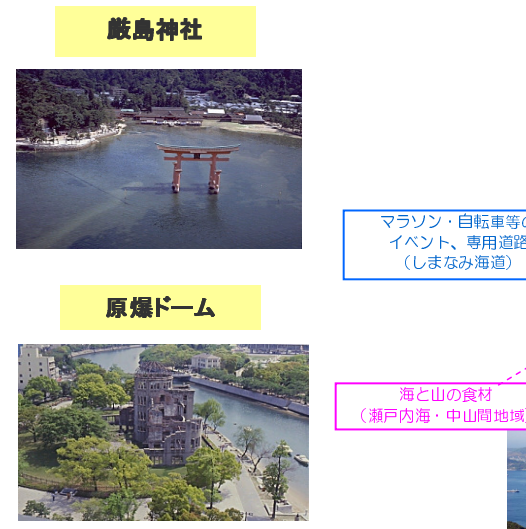 厳島神社
マラソン・自転車等の
イベント、専用道路
（しまなみ海道）
原爆ドーム
海と山の食材
（瀬戸内海・中山間地域）